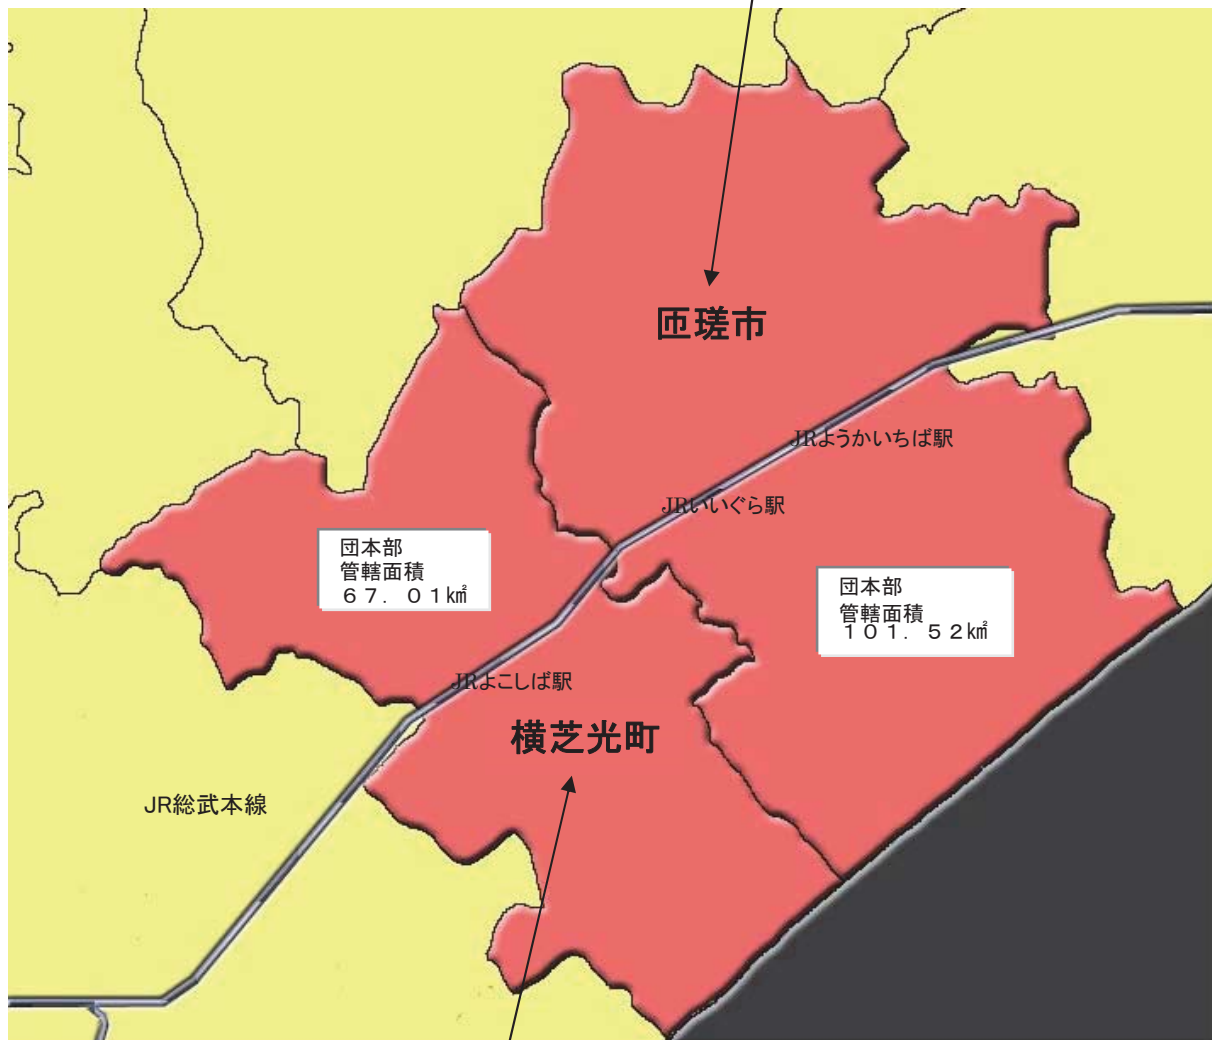 匝瑳市
JRようかいちば駅
JRいいぐら駅
団本部
管轄面積
６７．０１㎢
団本部
管轄面積
１０１．５２㎢
JRよこしば駅
横芝光町
JR総武本線